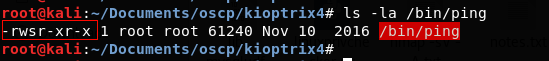 root@kali:~/Documents/oscp/kioptrix4# ls -la /bin/ping
-rwsr-xr-x 1 root root 61240 Nov 10  2016 /bin/ping
root@kali:~/Documents/oscp/kioptrix4#